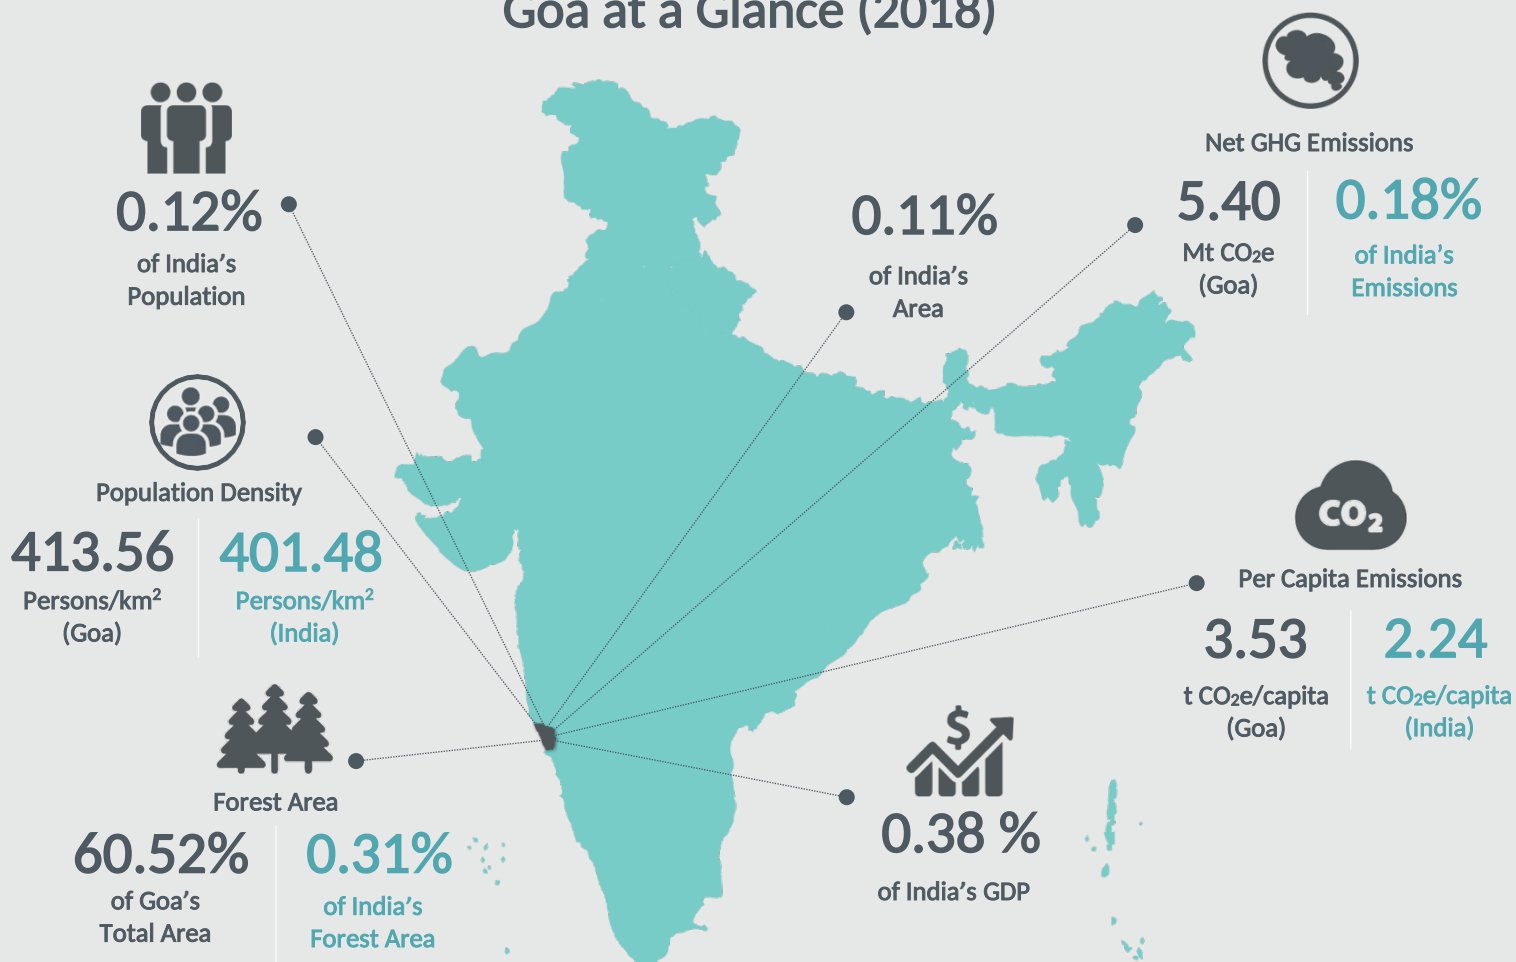 Goa at a Glance (2018)
0.12%
of India's
Population
Population Density
413.56
Persons/km²
(Goa)
401.48
Persons/km²
(India)
Forest Area
60.52%
of Goa's
Total Area
0.31%
of India's
Forest Area
0.11%
of India's
Area
Net GHG Emissions
5.40
Mt CO₂e
(Goa)
0.18%
of India's
Emissions
CO₂
Per Capita Emissions
3.53
t CO₂e/capita
(Goa)
2.24
t CO₂e/capita
(India)
$
0.38 %
of India's GDP